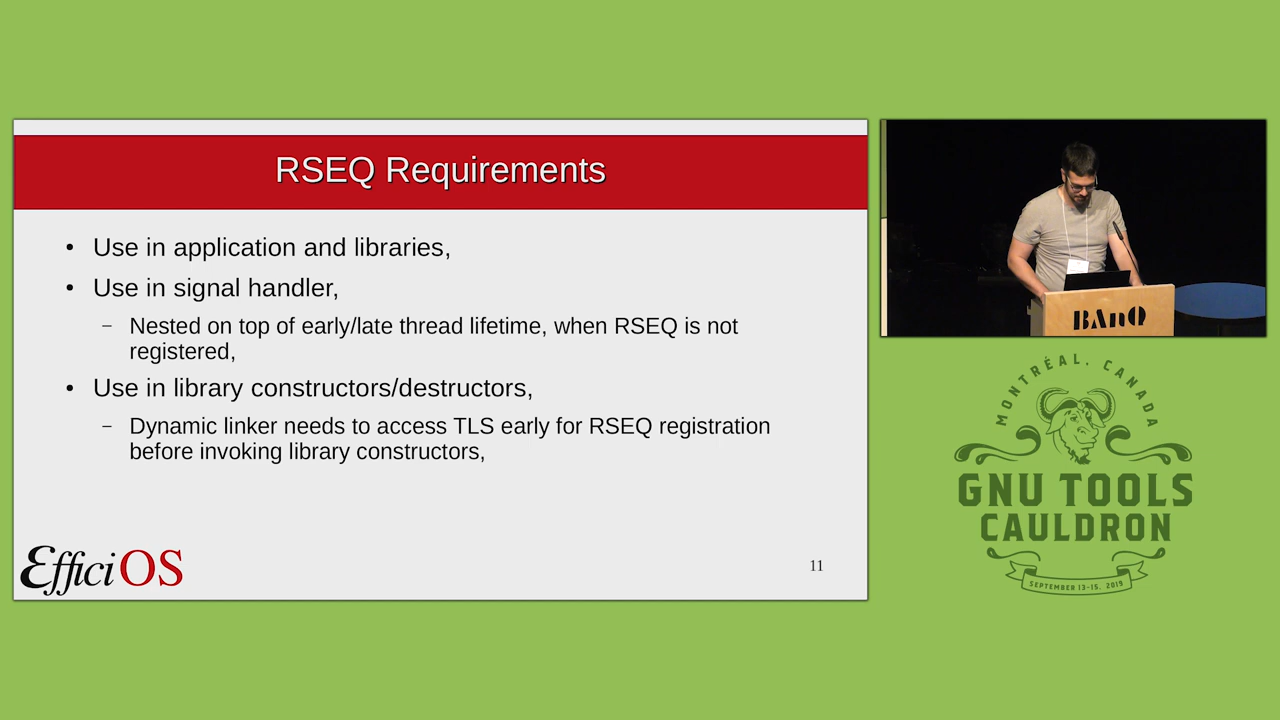 RSEQ Requirements
• Use in application and libraries,
• Use in signal handler,
– Nested on top of early/late thread lifetime, when RSEQ is not
registered,
• Use in library constructors/destructors,
– Dynamic linker needs to access TLS early for RSEQ registration
before invoking library constructors,
EfficiOS
11
BAnQ
MONTRÉAL, CANADA
GNU TOOLS
CAULDRON
SEPTEMBER 13-15, 2019